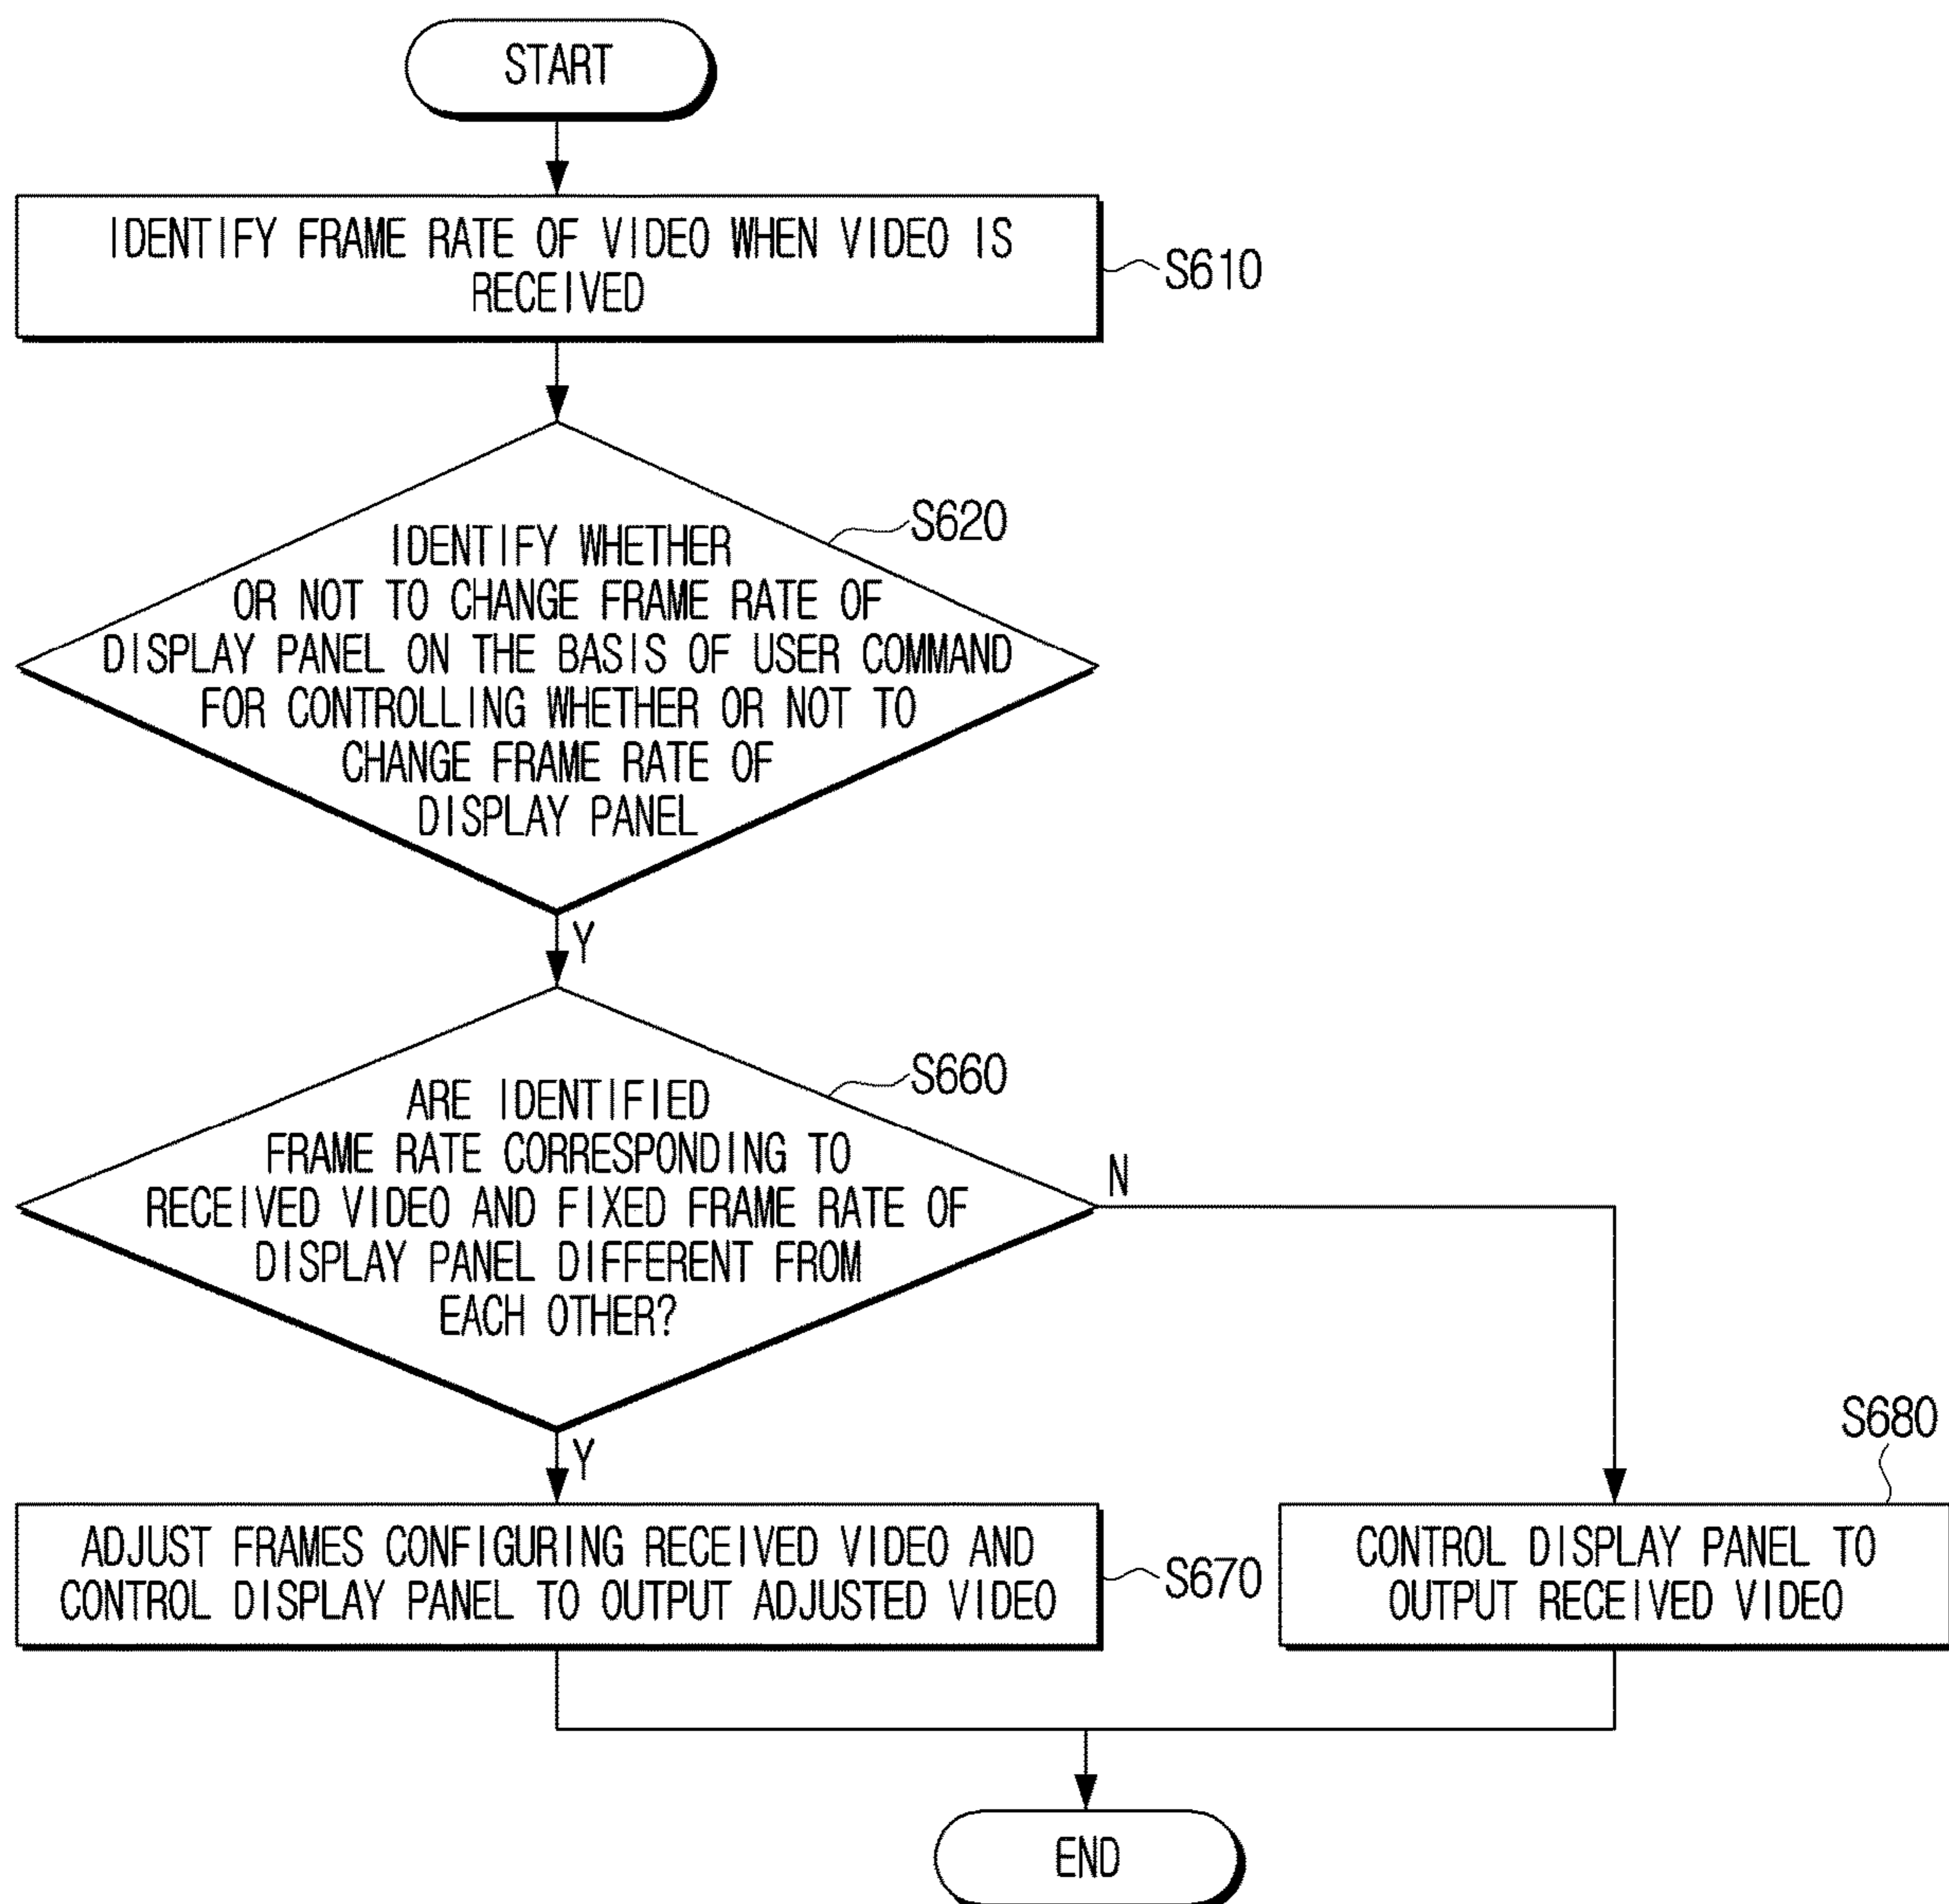 START
IDENTIFY FRAME RATE OF VIDEO WHEN VIDEO IS
RECEIVED
S610
S620
IDENTIFY WHETHER
OR NOT TO CHANGE FRAME RATE OF
DISPLAY PANEL ON THE BASIS OF USER COMMAND
FOR CONTROLLING WHETHER OR NOT TO
CHANGE FRAME RATE OF
DISPLAY PANEL
Y
S660
ARE IDENTIFIED
FRAME RATE CORRESPONDING TO
RECEIVED VIDEO AND FIXED FRAME RATE OF
DISPLAY PANEL DIFFERENT FROM
EACH OTHER?
N
Y
ADJUST FRAMES CONFIGURING RECEIVED VIDEO AND
CONTROL DISPLAY PANEL TO OUTPUT ADJUSTED VIDEO
S670
S680
CONTROL DISPLAY PANEL TO
OUTPUT RECEIVED VIDEO
END